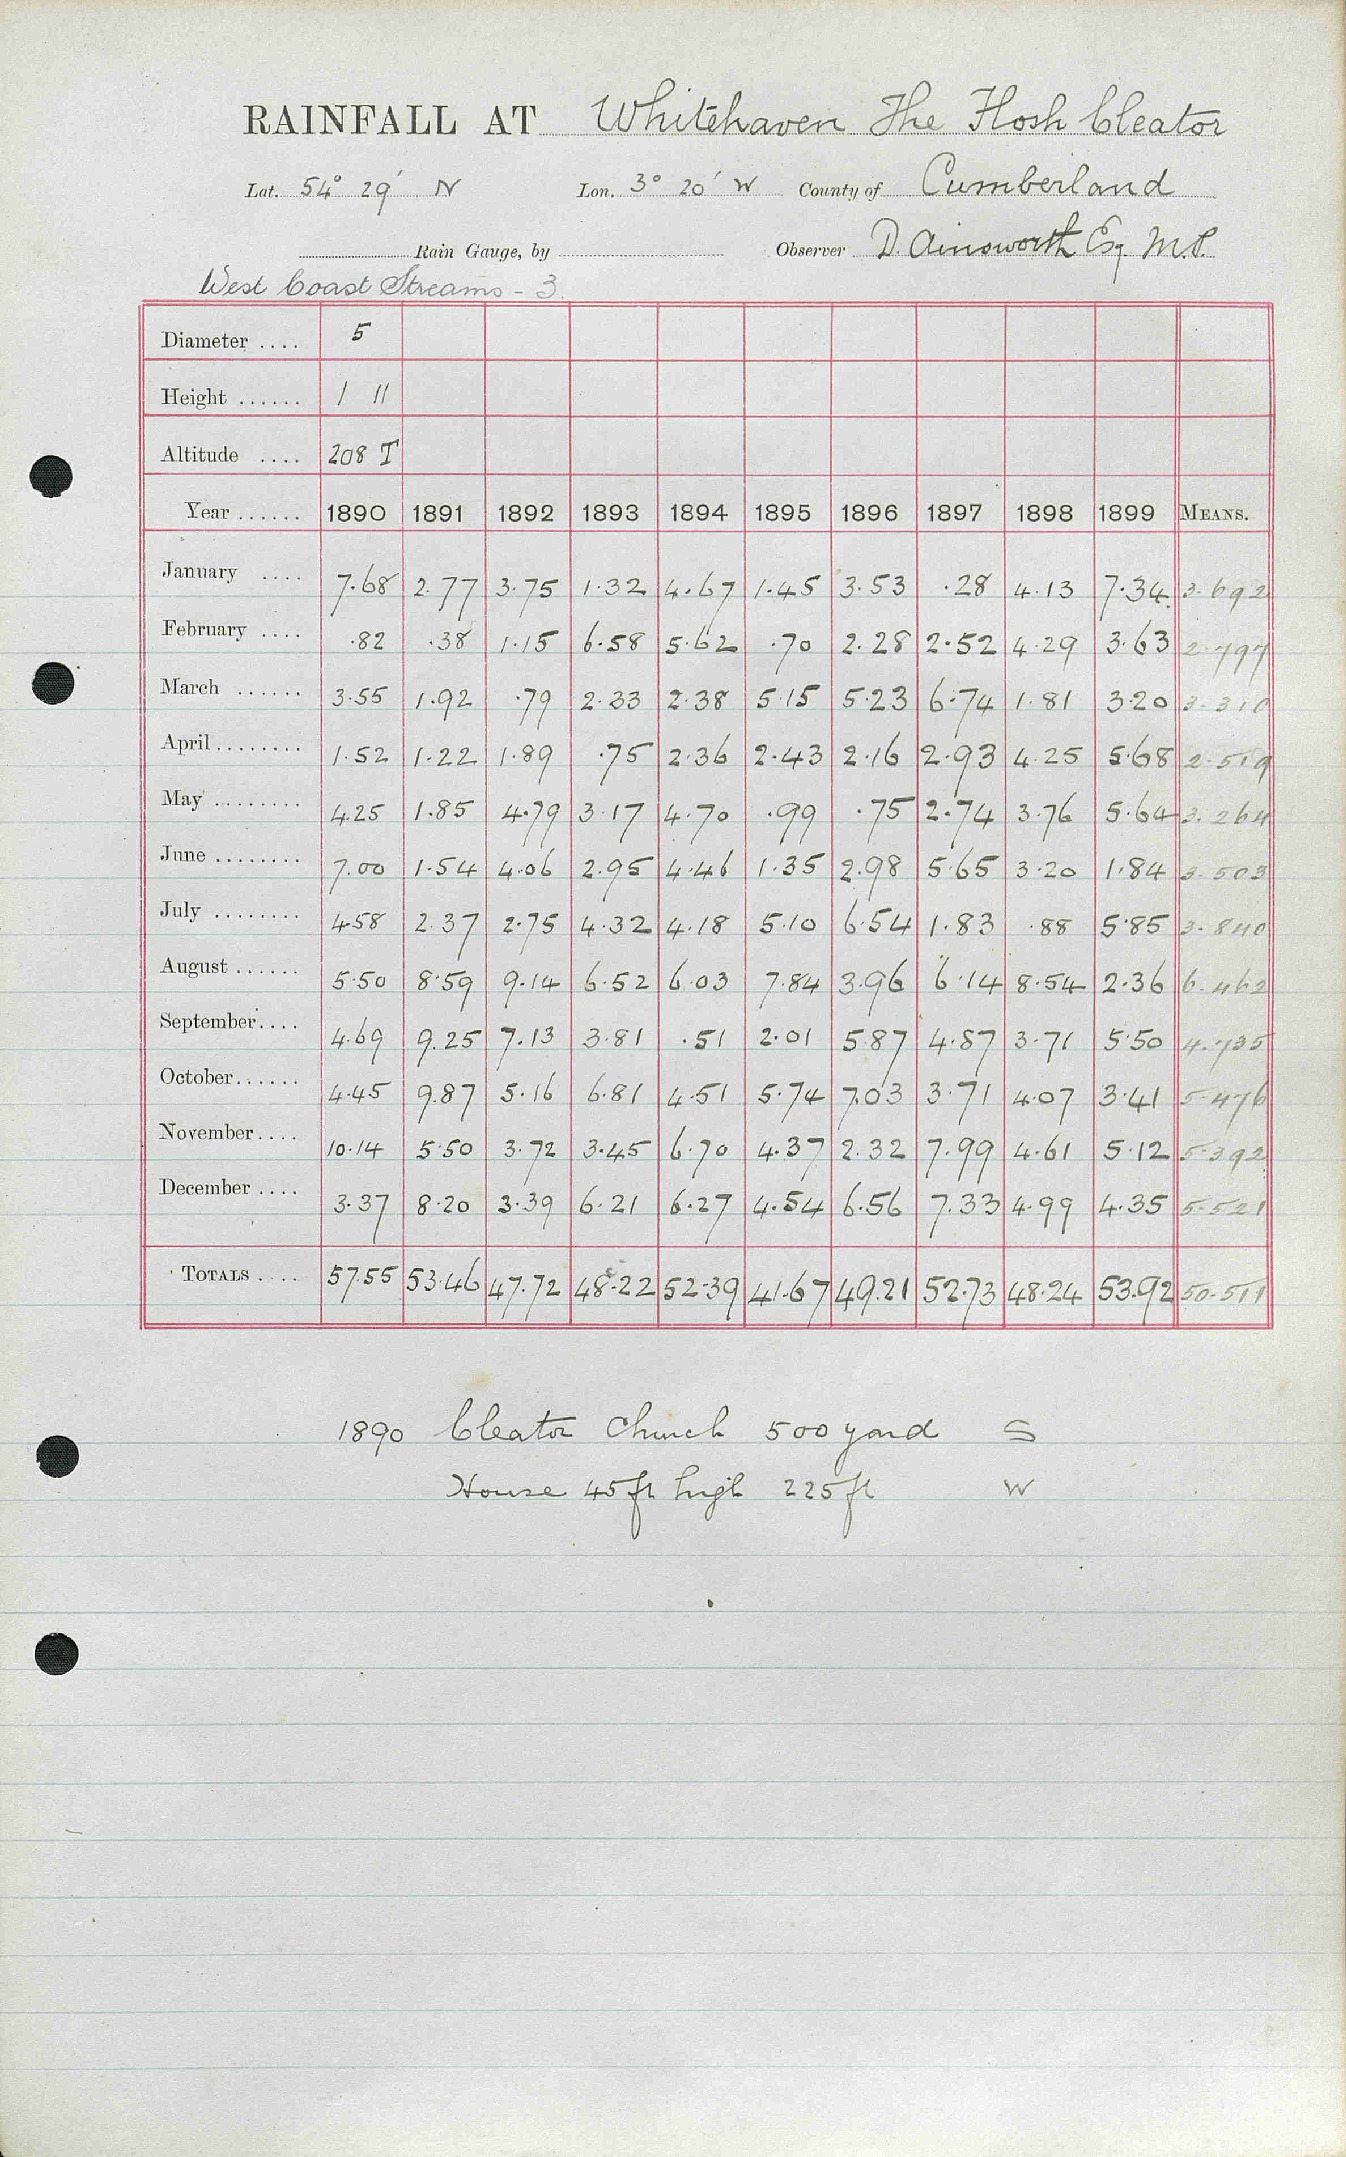 RAINFALL AT Whitehaven The Flosh Cleator
Lat. 54° 29' N Lon. 3° 20' W County of Cumberland
Rain Gauge, by Observer D. Ainsworth Esq M.P.
West Coast Streams - 3.
Diameter .... 5
Height ...... 1 11
Altitude .... 208 T
Year ...... 1890 1891 1892 1893 1894 1895 1896 1897 1898 1899 MEANS.
January .... 7.68 2.77 3.75 1.32 4.67 1.45 3.53 .28 4.13 7.34 3.692
February .... .82 .38 1.15 6.58 5.62 .70 2.28 2.52 4.29 3.63 2.797
March ...... 3.55 1.92 .79 2.33 2.38 5.15 5.23 6.74 1.81 3.20 3.310
April ........ 1.52 1.22 1.89 .75 2.36 2.43 2.16 2.93 4.25 5.68 2.519
May ........ 4.25 1.85 4.79 3.17 4.70 .99 .75 2.74 3.76 5.64 3.264
June ........ 7.00 1.54 4.06 2.95 4.46 1.35 2.98 5.65 3.20 1.84 3.503
July ........ 4.58 2.37 2.75 4.32 4.18 5.10 6.54 1.83 .88 5.85 3.840
August ...... 5.50 8.59 9.14 6.52 6.03 7.84 3.96 6.14 8.54 2.36 6.462
September .... 4.69 9.25 7.13 3.81 .51 2.01 5.87 4.87 3.71 5.50 4.735
October ...... 4.45 9.87 5.16 6.81 4.51 5.74 7.03 3.71 4.07 3.41 5.476
November .... 10.14 5.50 3.72 3.45 6.70 4.37 2.32 7.99 4.61 5.12 5.392
December .... 3.37 8.20 3.39 6.21 6.27 4.54 6.56 7.33 4.99 4.35 5.521
TOTALS .... 57.55 53.46 47.72 48.22 52.39 41.67 49.21 52.73 48.24 53.92 50.511
1890 Cleator Church 500 yard S
House 45 ft high 225 ft W